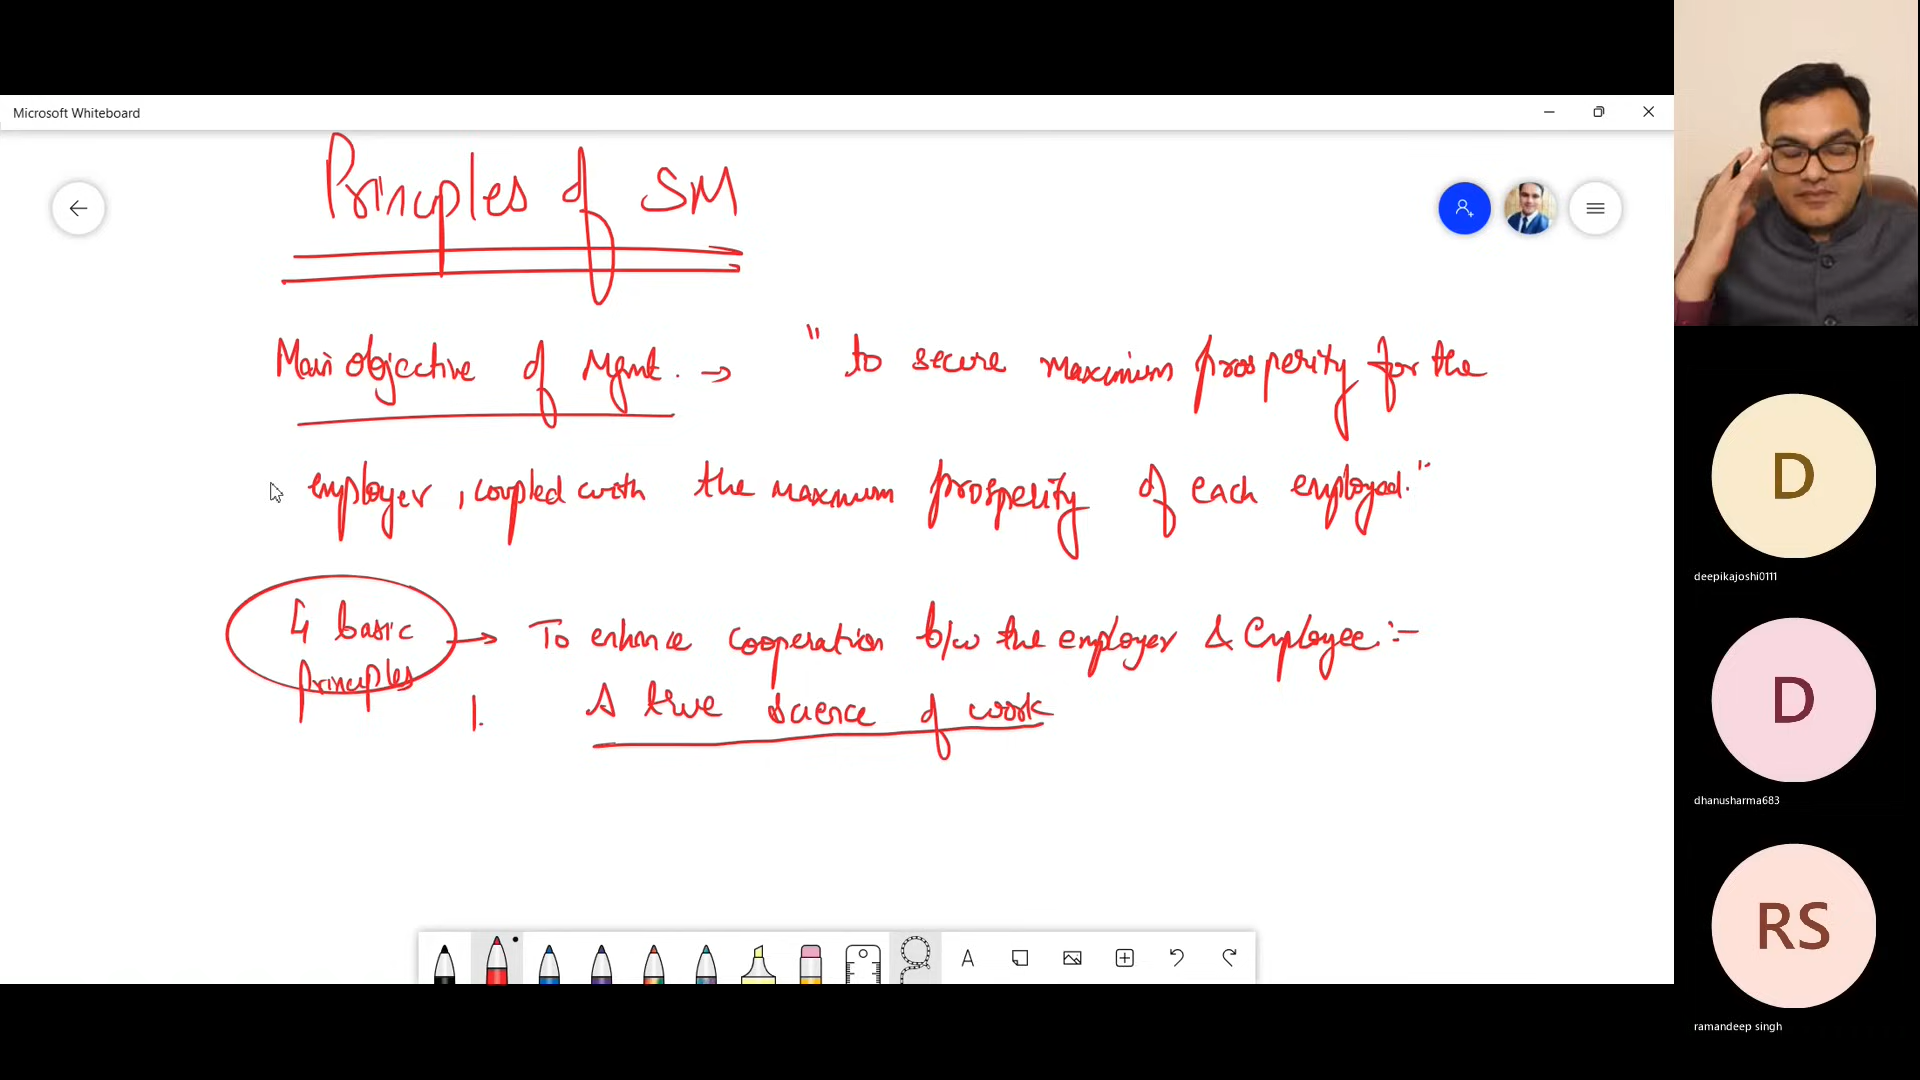 Microsoft Whiteboard
Principles of SM
Main objective of Mgmt. → " to secure maximum prosperity for the
employer, coupled with the maximum prosperity of each employed."
4 basic
principles → To enhance cooperation b/w the employer & Employee :-
1. A true science of work
A
D
deepikajoshi0111
D
dhanusharma683
RS
ramandeep singh